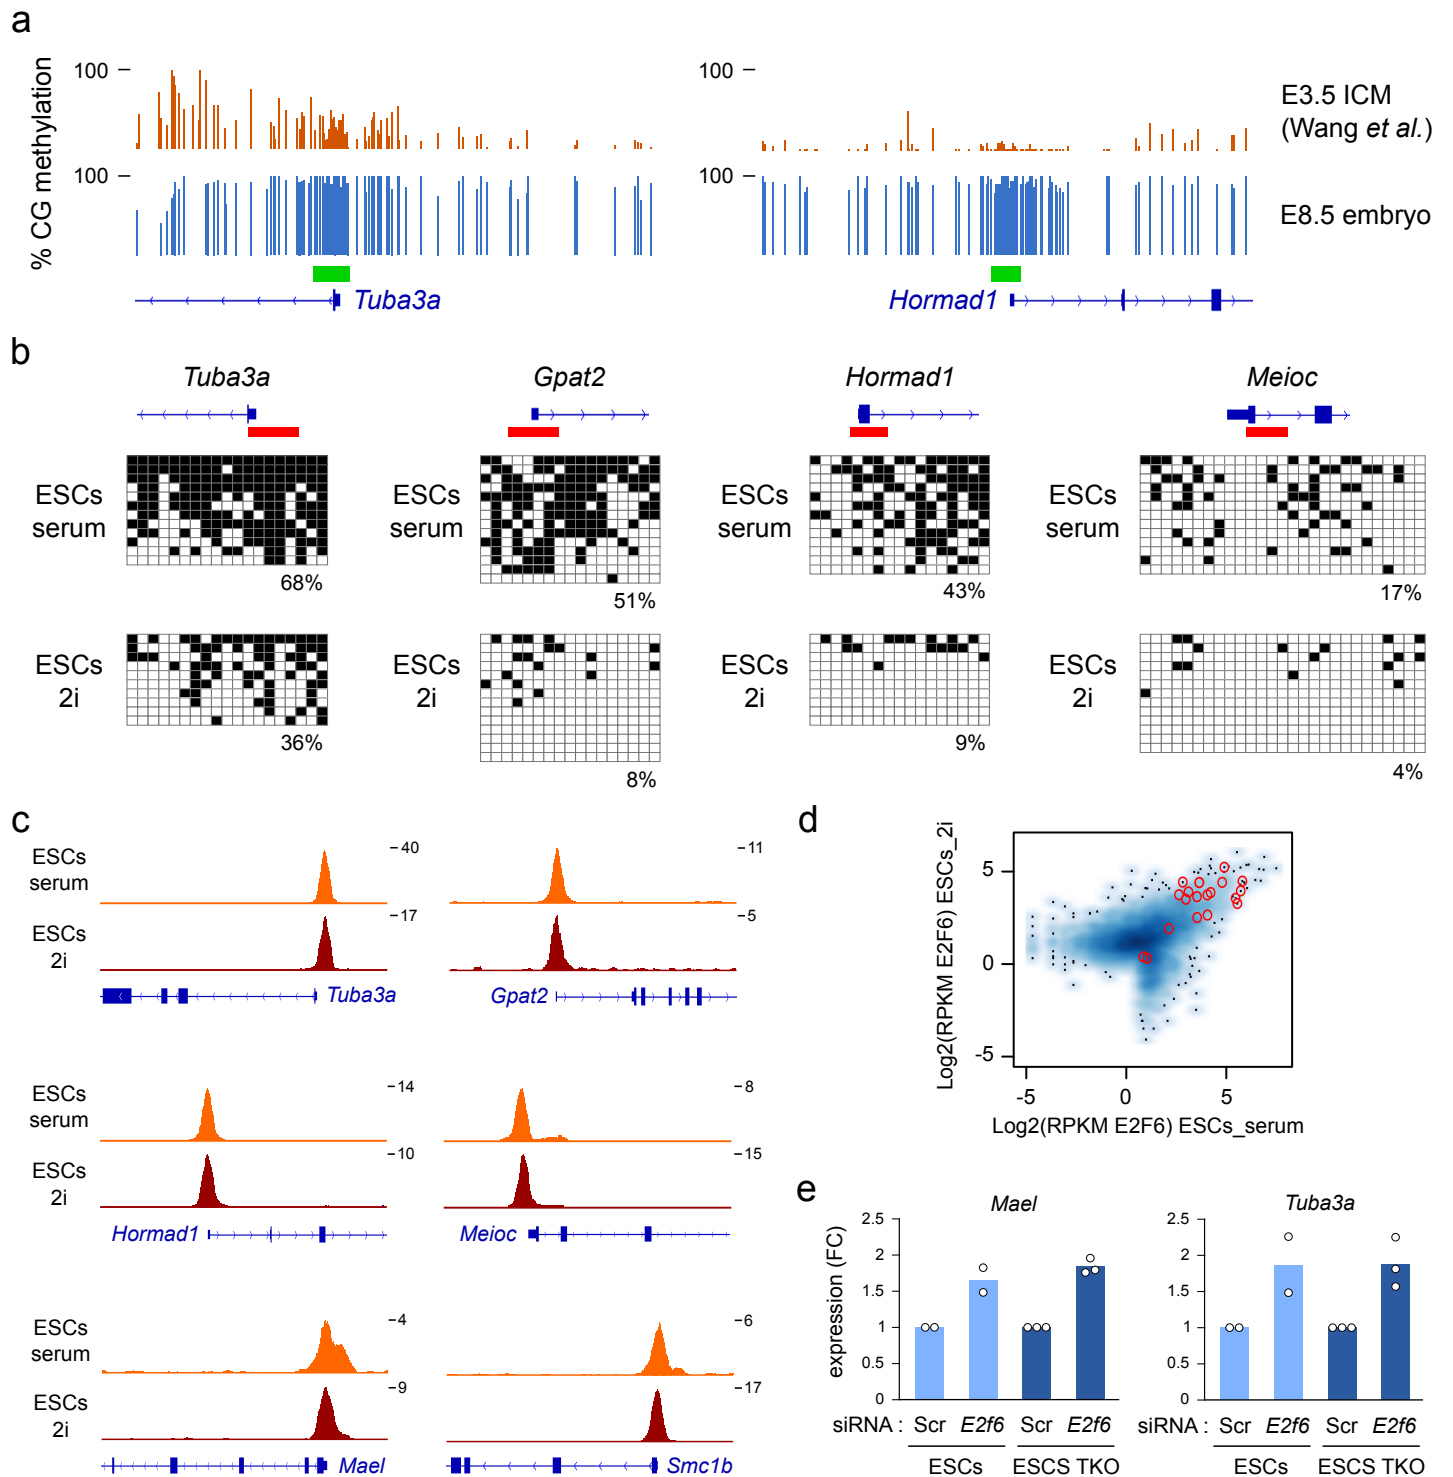 a
% CG methylation
100
100
E3.5 ICM
(Wang et al.)
100
100
E8.5 embryo
Tuba3a
Hormad1
b
Tuba3a
Gpat2
Hormad1
Meioc
ESCs
serum
ESCs
serum
ESCs
serum
ESCs
serum
68%
51%
43%
17%
ESCs
2i
ESCs
2i
ESCs
2i
ESCs
2i
36%
8%
9%
4%
c
ESCs
serum
-40
-11
ESCs
2i
-17
-5
Tuba3a
Gpat2
ESCs
serum
-14
-8
ESCs
2i
-10
-15
Hormad1
Meioc
ESCs
serum
-4
-6
ESCs
2i
-9
-17
Mael
Smc1b
d
Log2(RPKM E2F6) ESCs_2i
5
0
-5
-5
0
5
Log2(RPKM E2F6) ESCs_serum
e
Mael
Tuba3a
expression (FC)
2.5
2
1.5
1
0.5
0
2.5
2
1.5
1
0.5
0
siRNA : Scr E2f6 Scr E2f6
ESCs ESCS TKO
siRNA : Scr E2f6 Scr E2f6
ESCs ESCS TKO